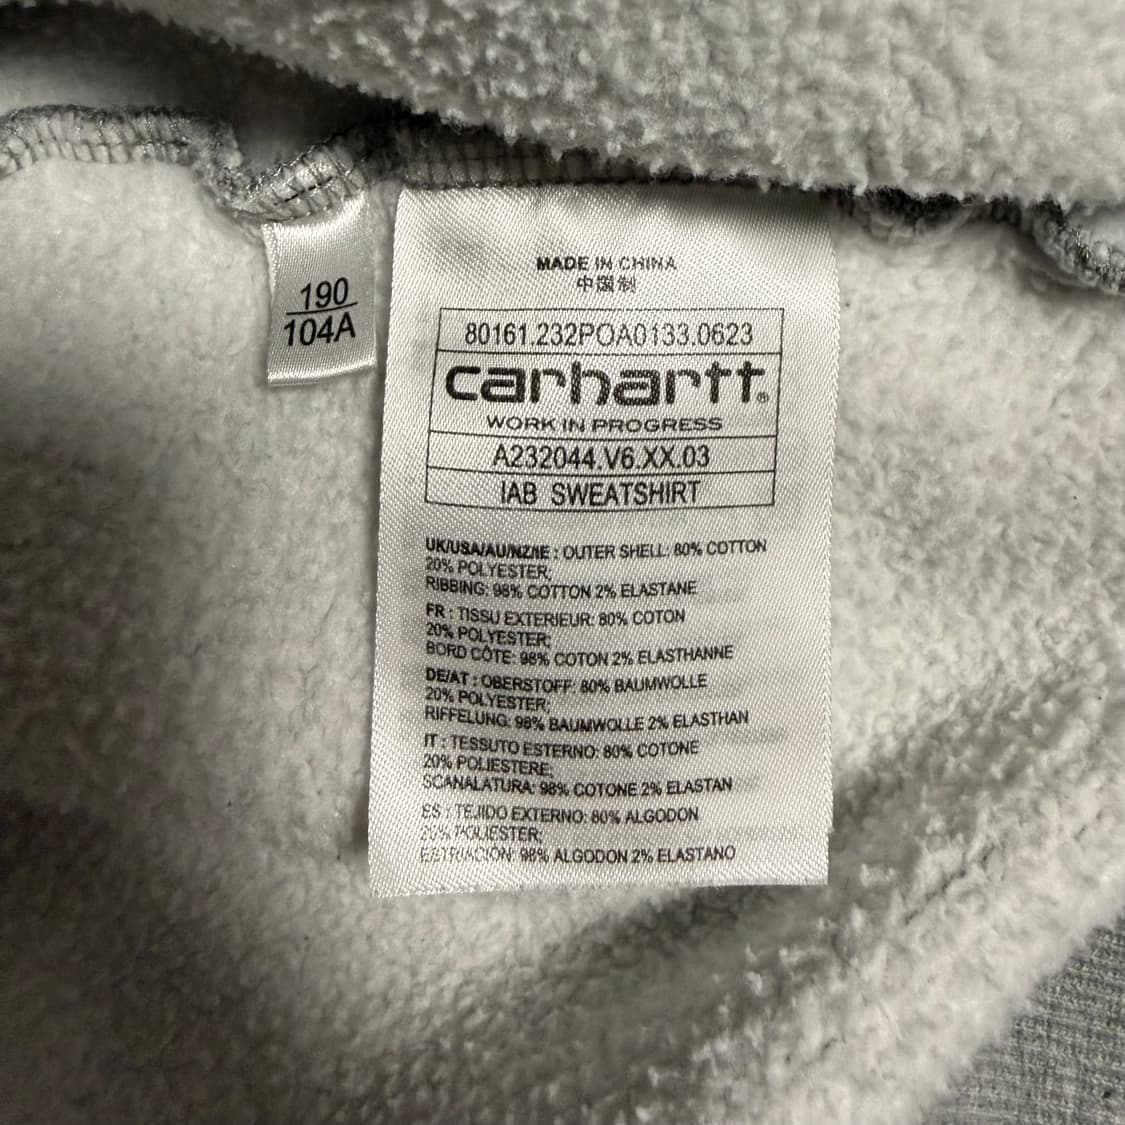 190
104A
MADE IN CHINA
中国制
80161.232POA0133.0623
carhartt®
WORK IN PROGRESS
A232044.V6.XX.03
IAB SWEATSHIRT
UK/USA/AU/NZ/IE : OUTER SHELL: 80% COTTON
20% POLYESTER;
RIBBING: 98% COTTON 2% ELASTANE
FR : TISSU EXTERIEUR: 80% COTON
20% POLYESTER;
BORD CÔTE: 98% COTON 2% ELASTHANNE
DE/AT : OBERSTOFF: 80% BAUMWOLLE
20% POLYESTER;
RIFFELUNG: 98% BAUMWOLLE 2% ELASTHAN
IT : TESSUTO ESTERNO: 80% COTONE
20% POLIESTERE;
SCANALATURA: 98% COTONE 2% ELASTAN
ES : TEJIDO EXTERNO: 80% ALGODON
20% POLIESTER;
ESTRIACIÓN: 98% ALGODON 2% ELASTANO